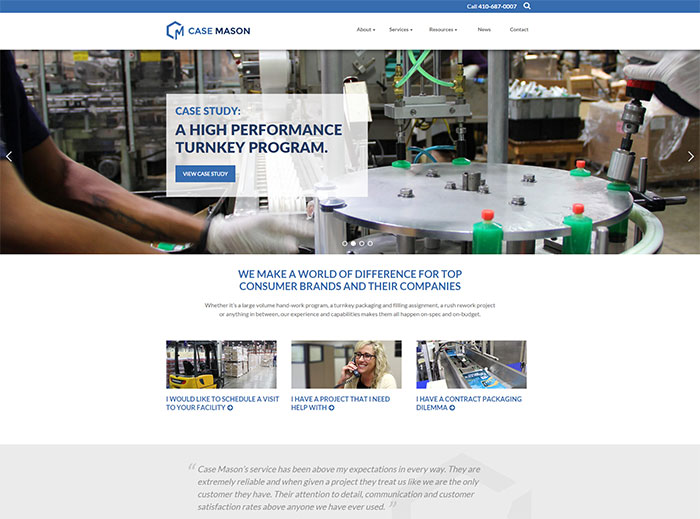 Call 410-687-0007
CASE MASON
About Services Resources News Contact
CASE STUDY:
A HIGH PERFORMANCE
TURNKEY PROGRAM.
VIEW CASE STUDY
WE MAKE A WORLD OF DIFFERENCE FOR TOP
CONSUMER BRANDS AND THEIR COMPANIES
Whether it's a large volume hand-work program, a turnkey packaging and filling assignment, a rush rework project
or anything in between, our experience and capabilities makes them all happen on-spec and on-budget.
I WOULD LIKE TO SCHEDULE A VISIT
TO YOUR FACILITY
I HAVE A PROJECT THAT I NEED
HELP WITH
I HAVE A CONTRACT PACKAGING
DILEMMA
“ Case Mason's service has been above my expectations in every way. They are
extremely reliable and when given a project they treat us like we are the only
customer they have. Their attention to detail, communication and customer
satisfaction rates above anyone we have ever used. ”